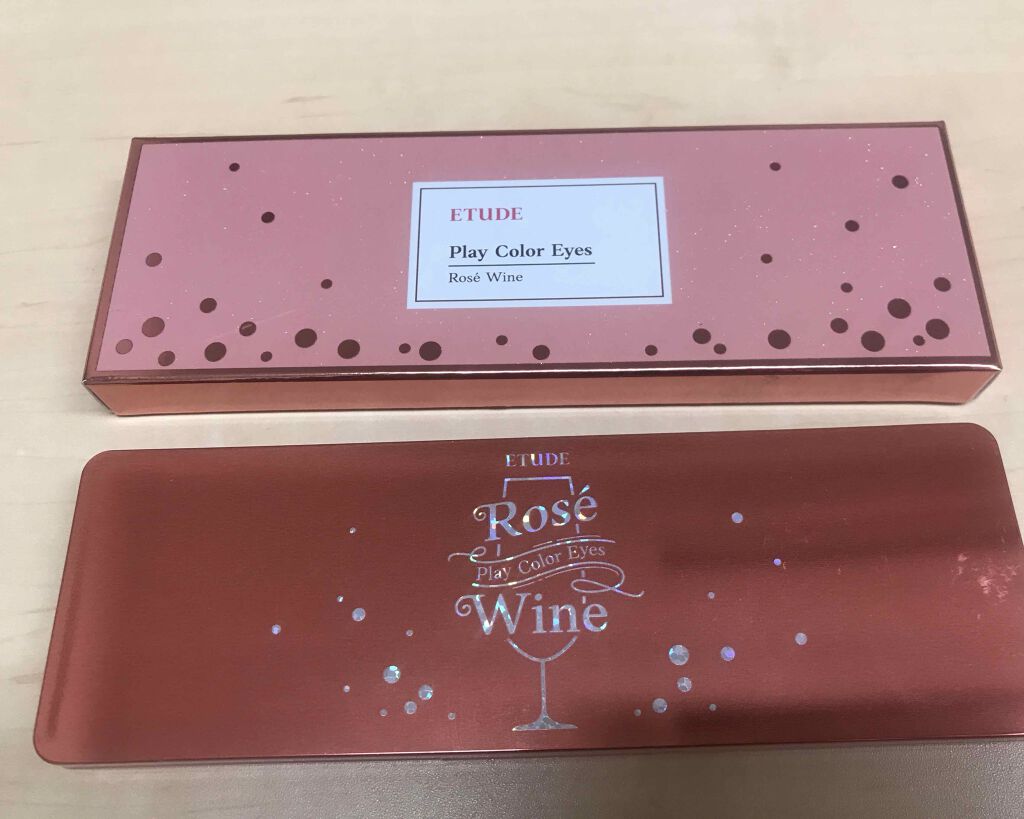 ETUDE
Play Color Eyes
Rosé Wine
ETUDE
Rosé
Play Color Eyes
Wine